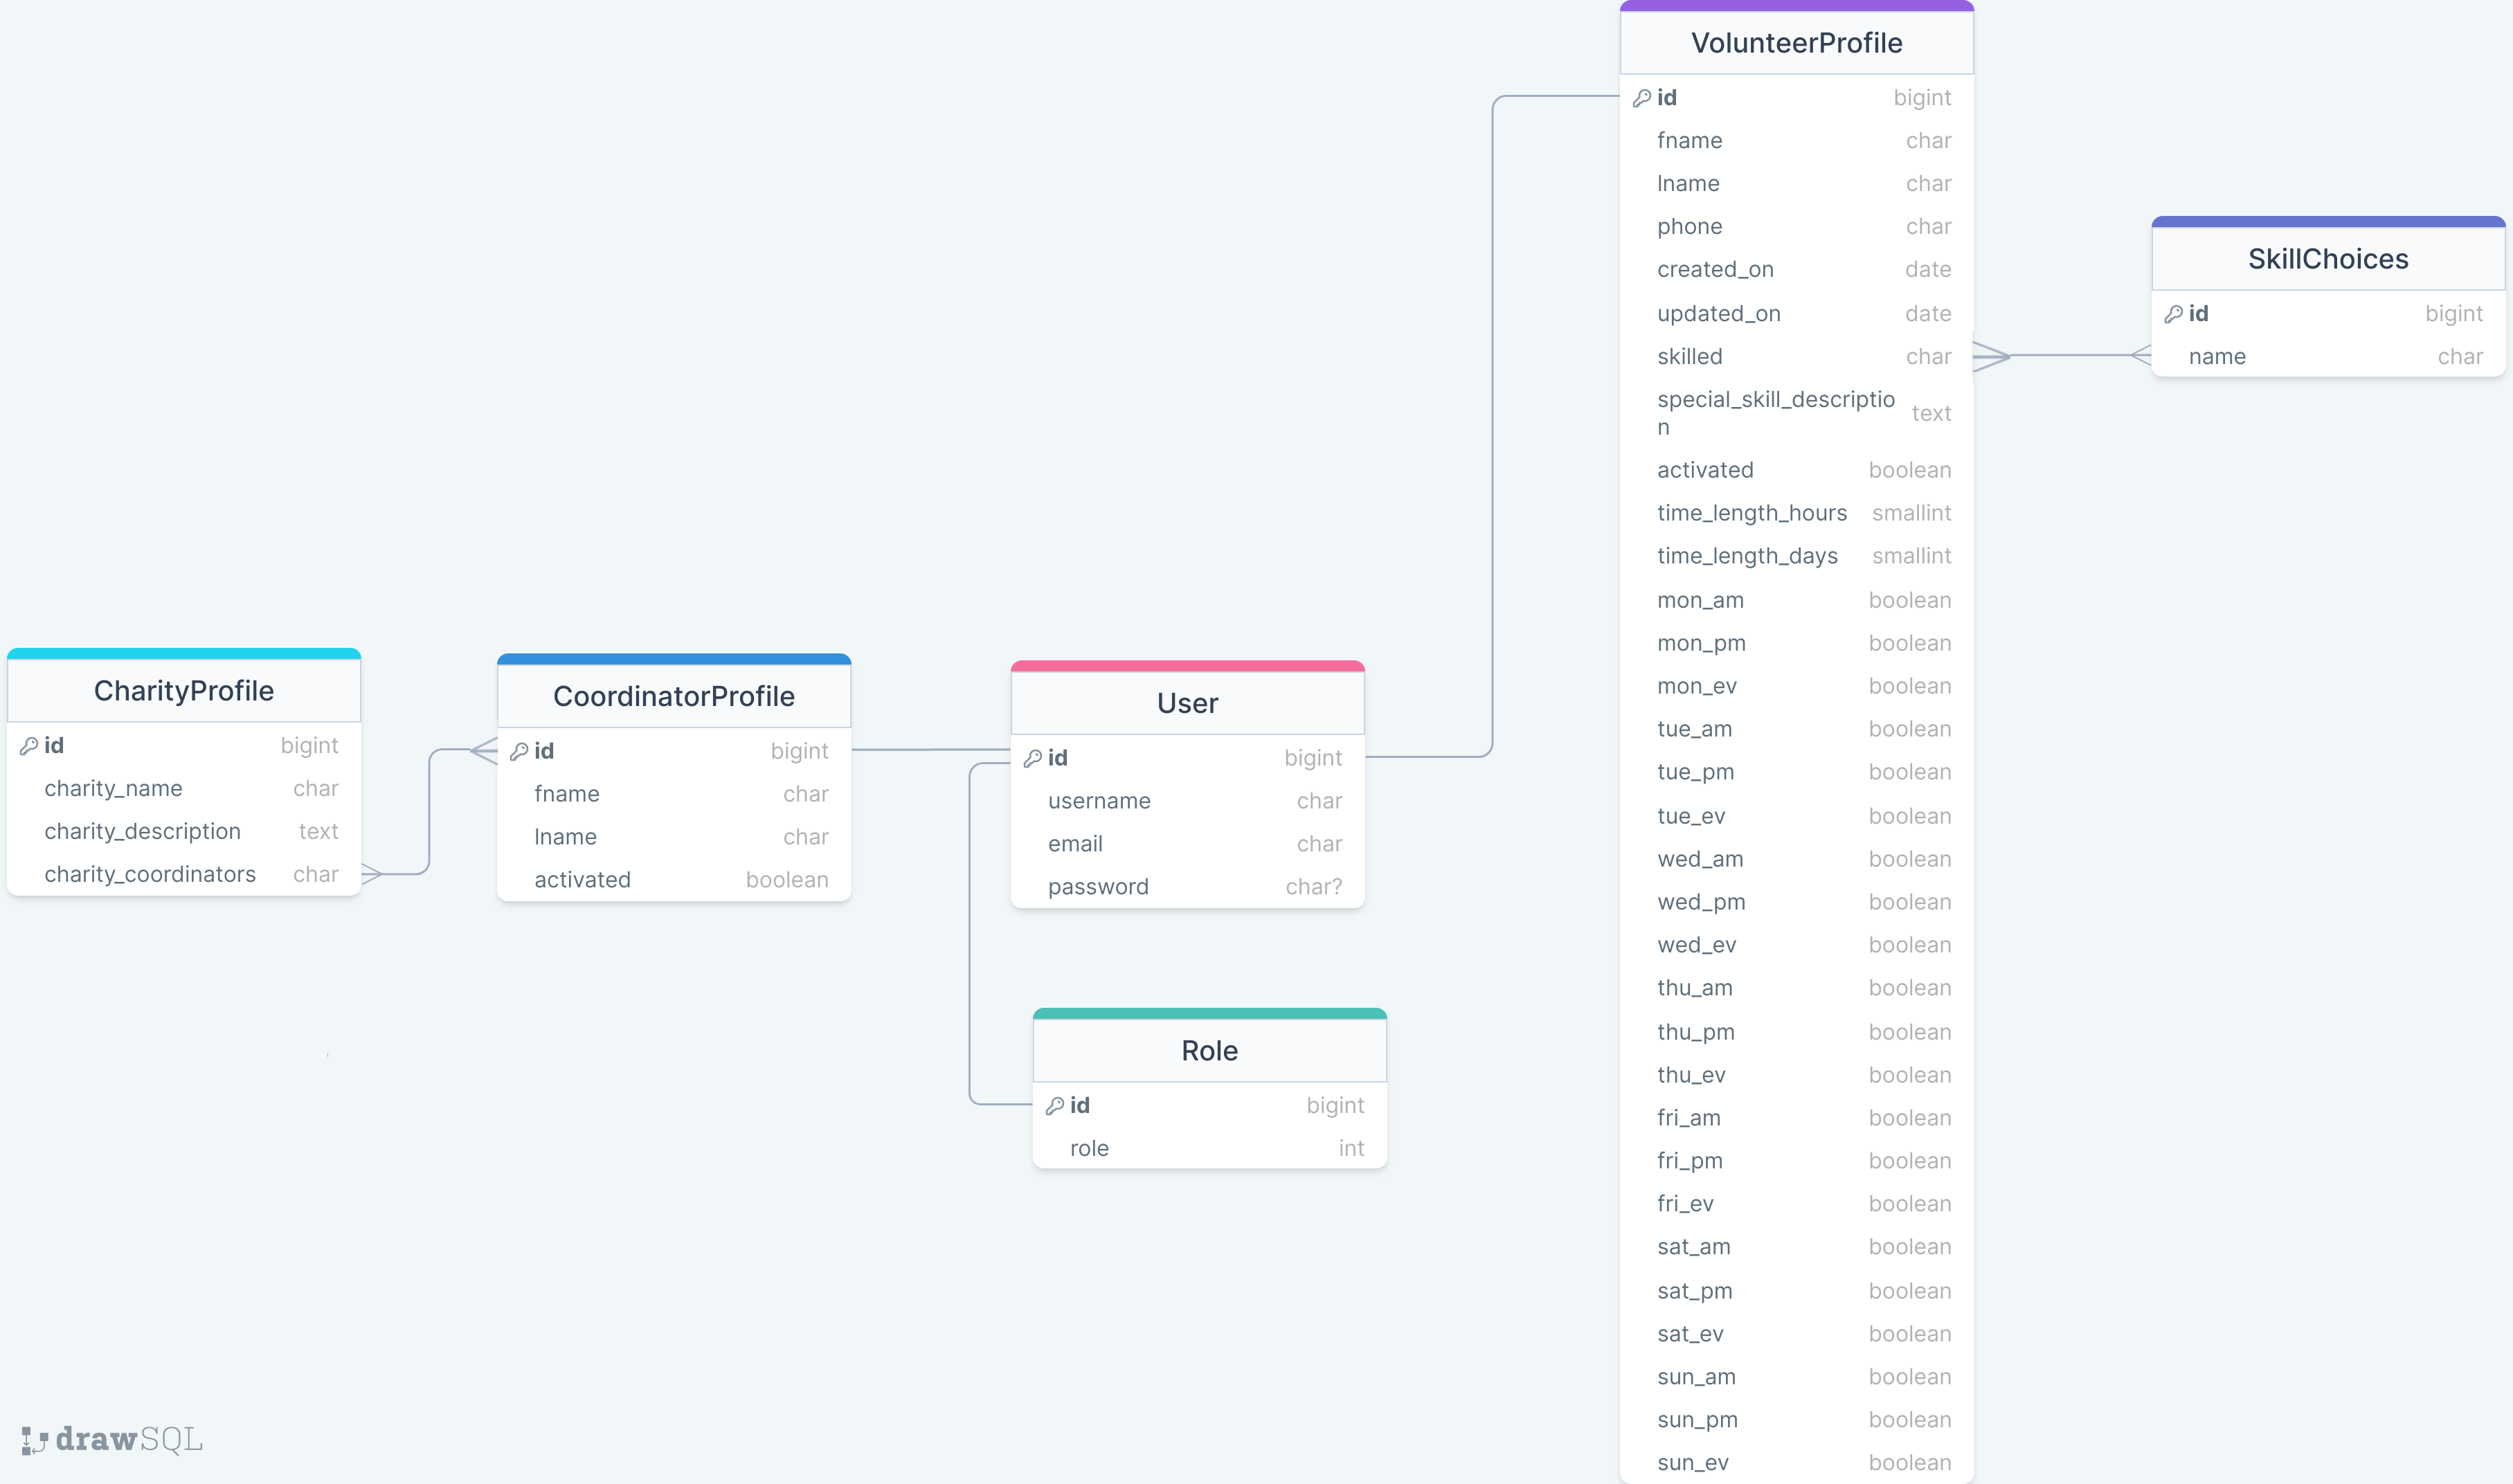 VolunteerProfile
id bigint
fname char
lname char
phone char
created_on date
updated_on date
skilled char
special_skill_descriptio
n text
activated boolean
time_length_hours smallint
time_length_days smallint
mon_am boolean
mon_pm boolean
mon_ev boolean
tue_am boolean
tue_pm boolean
tue_ev boolean
wed_am boolean
wed_pm boolean
wed_ev boolean
thu_am boolean
thu_pm boolean
thu_ev boolean
fri_am boolean
fri_pm boolean
fri_ev boolean
sat_am boolean
sat_pm boolean
sat_ev boolean
sun_am boolean
sun_pm boolean
sun_ev boolean
SkillChoices
id bigint
name char
CharityProfile
id bigint
charity_name char
charity_description text
charity_coordinators char
CoordinatorProfile
id bigint
fname char
lname char
activated boolean
User
id bigint
username char
email char
password char?
Role
id bigint
role int
drawSQL